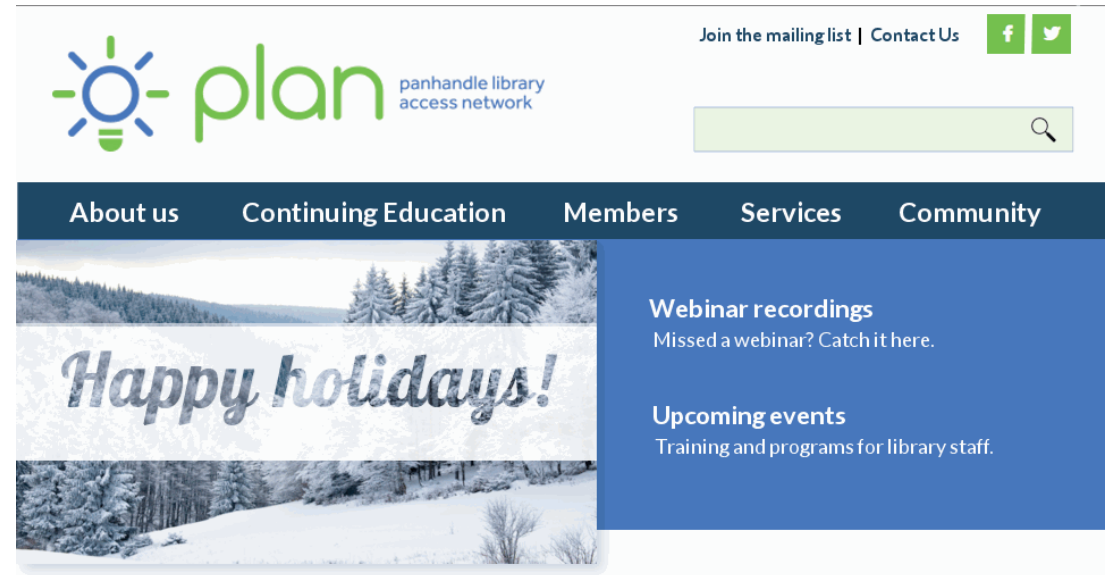 Join the mailing list | Contact Us
plan
panhandle library
access network
About us Continuing Education Members Services Community
Happy holidays!
Webinar recordings
Missed a webinar? Catch it here.
Upcoming events
Training and programs for library staff.